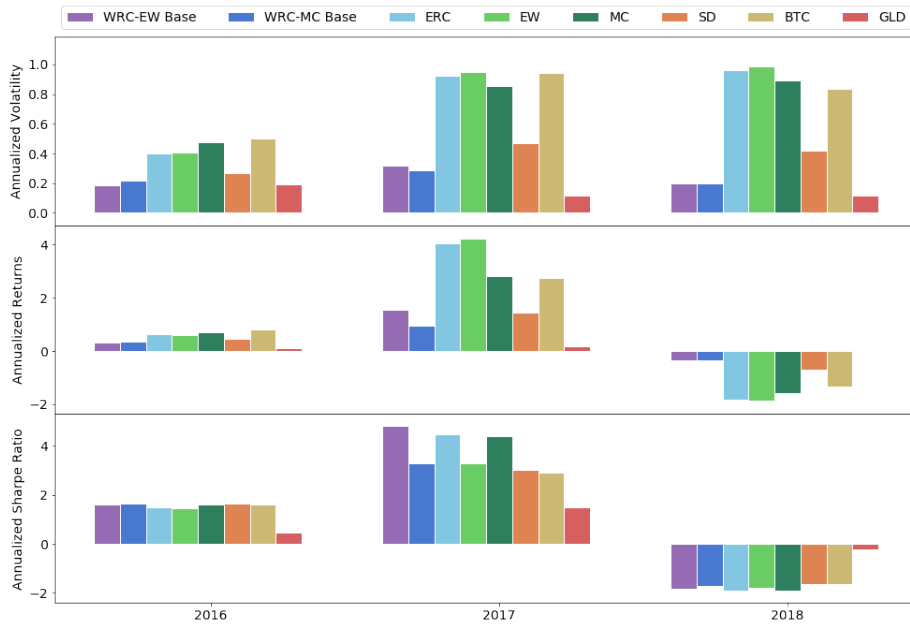 WRC-EW Base WRC-MC Base ERC EW MC SD BTC GLD
Annualized Volatility
1.0
0.8
0.6
0.4
0.2
0.0
Annualized Returns
4
2
0
−2
Annualized Sharpe Ratio
4
2
0
−2
2016 2017 2018